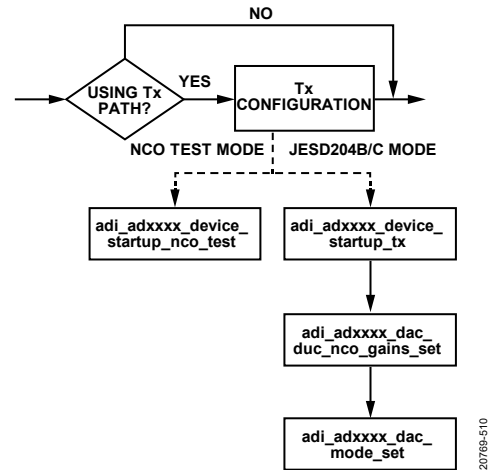 NO
USING Tx
PATH?
YES
Tx
CONFIGURATION
NCO TEST MODE
JESD204B/C MODE
adi_adxxxx_device_
startup_nco_test
adi_adxxxx_device_
startup_tx
adi_adxxxx_dac_
duc_nco_gains_set
adi_adxxxx_dac_
mode_set
20769-510